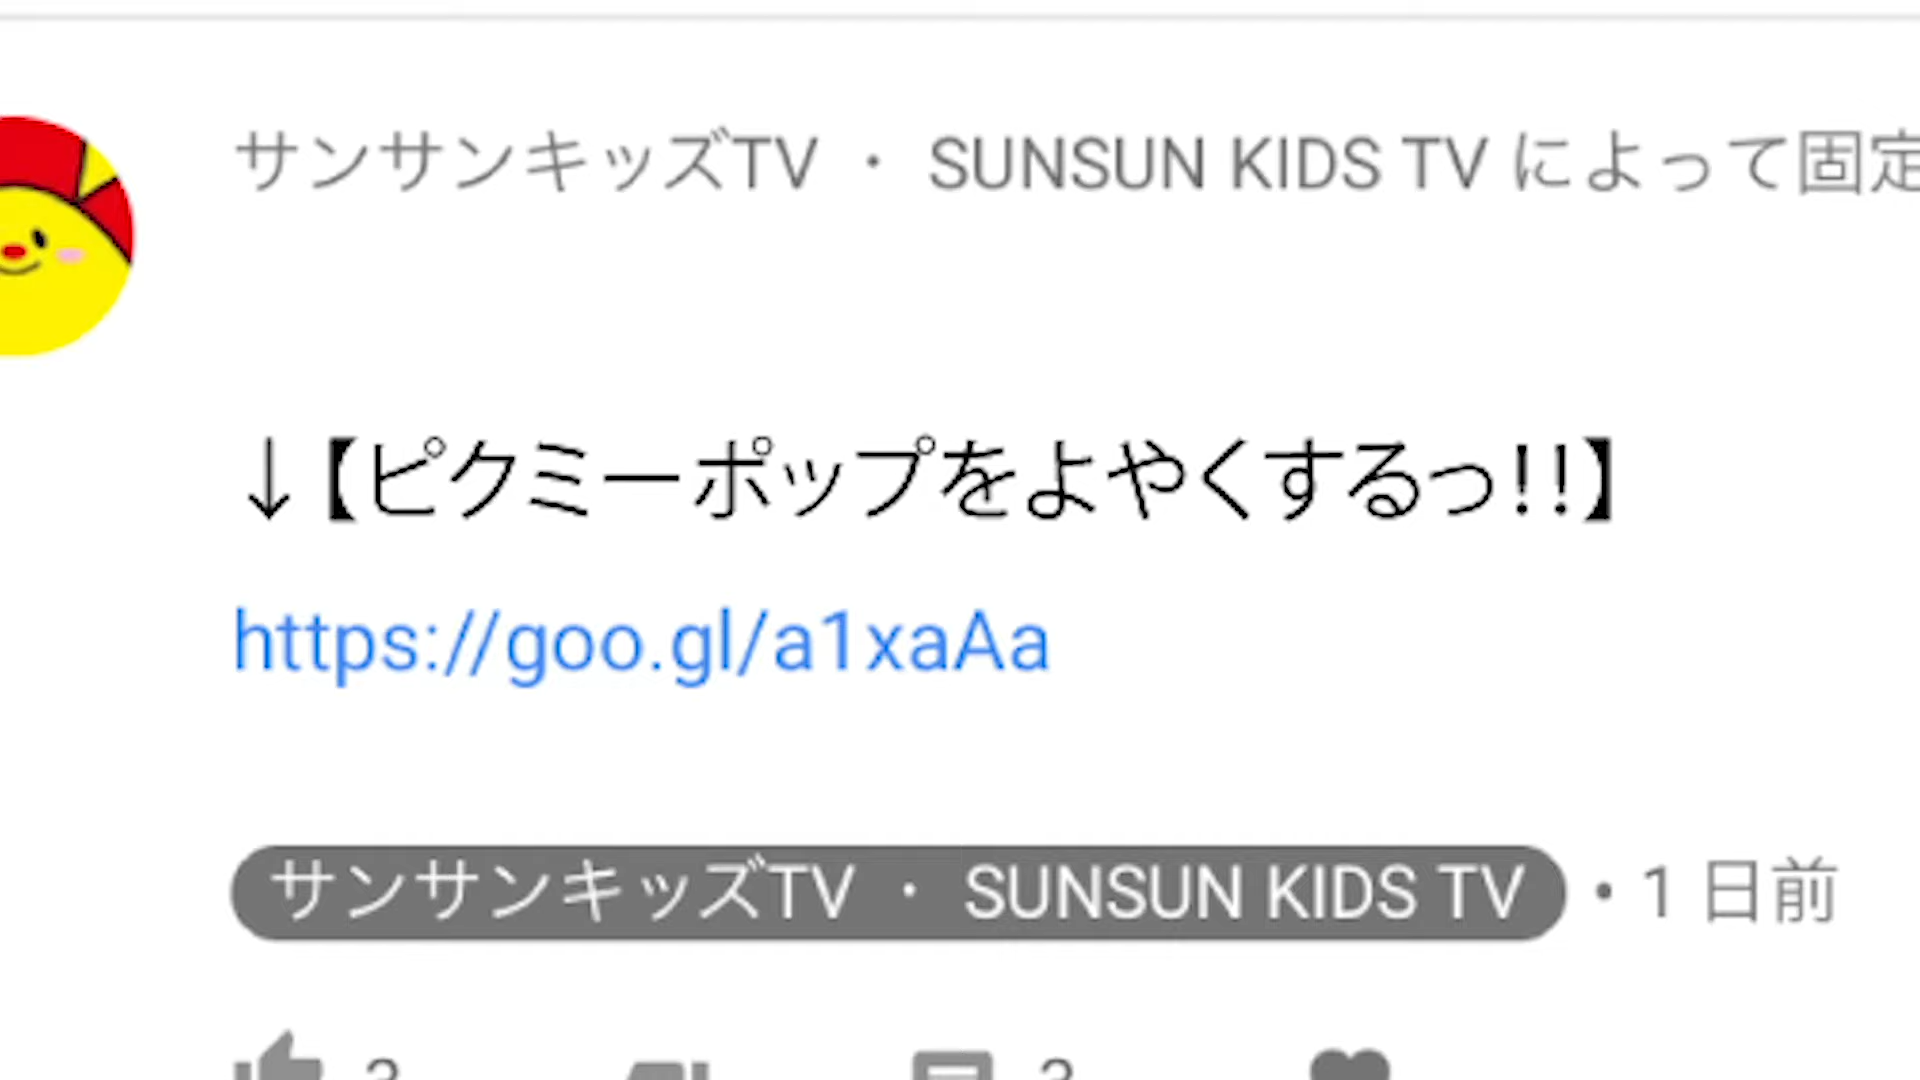 サンサンキッズTV ・ SUNSUN KIDS TV によって固定
↓【ピクミーポップをよやくするっ!!】
https://goo.gl/a1xaAa
サンサンキッズTV ・ SUNSUN KIDS TV • 1 日前
3 3